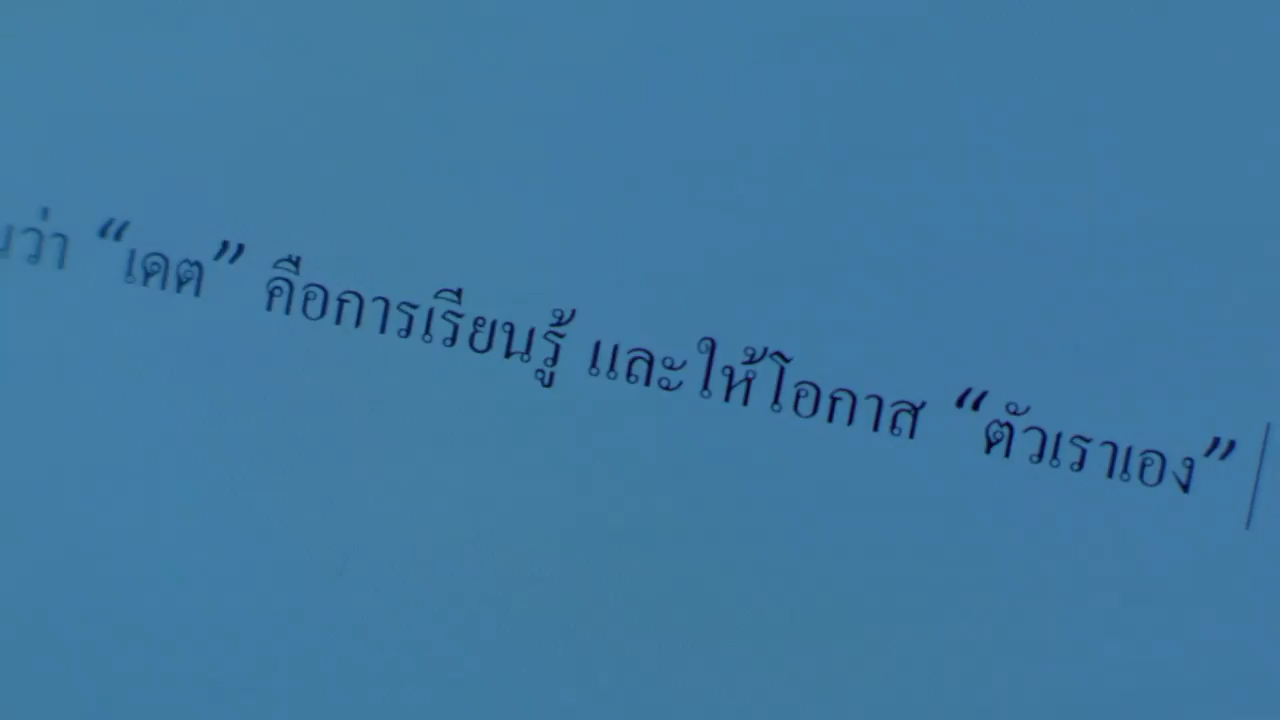 ว่า “เดต” คือการเรียนรู้ และให้โอกาส “ตัวเราเอง”